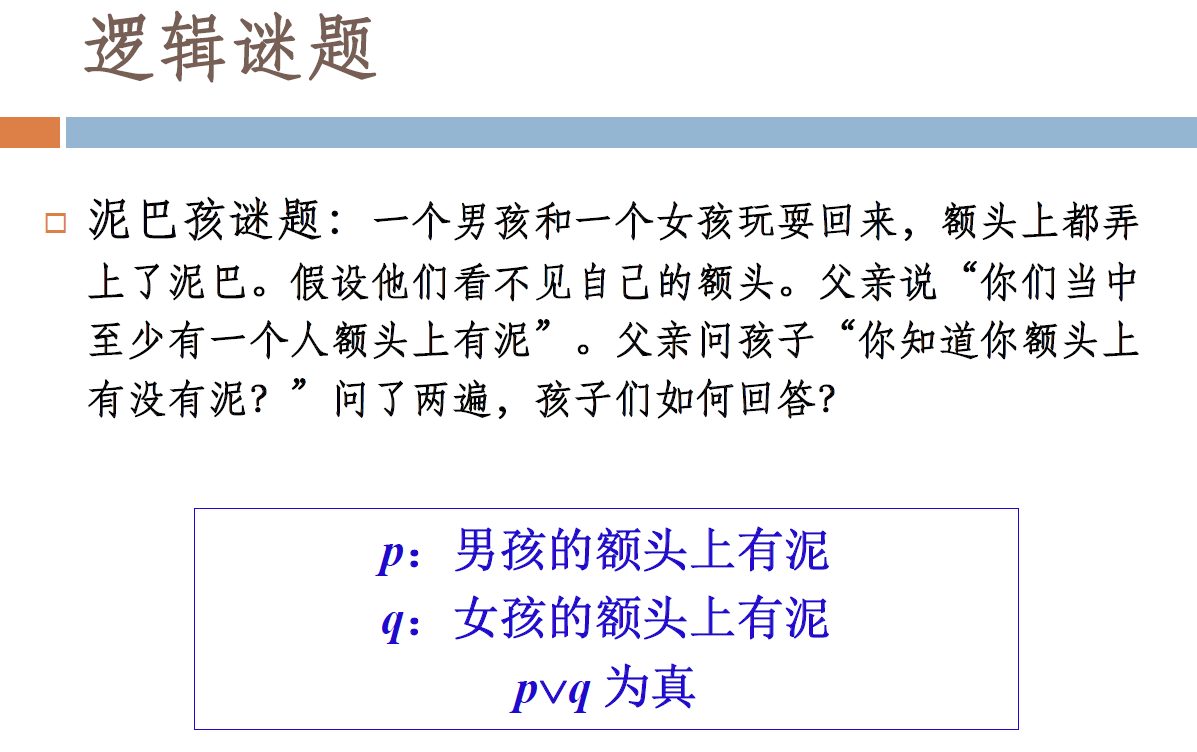 逻辑谜题
泥巴孩谜题：一个男孩和一个女孩玩耍回来，额头上都弄
上了泥巴。假设他们看不见自己的额头。父亲说“你们当中
至少有一个人额头上有泥”。父亲问孩子“你知道你额头上
有没有泥？”问了两遍，孩子们如何回答？
p：男孩的额头上有泥
q：女孩的额头上有泥
p∨q 为真